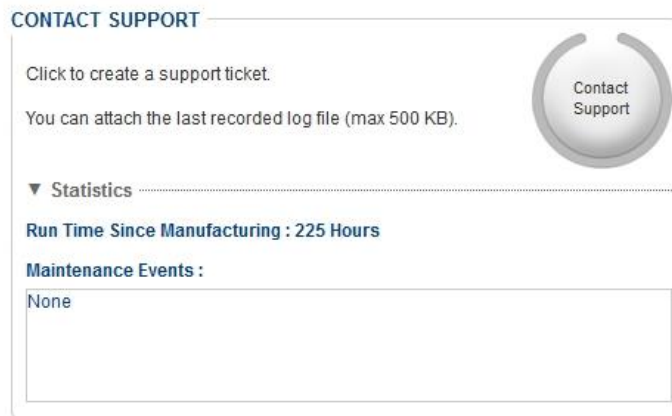 CONTACT SUPPORT
Click to create a support ticket.
You can attach the last recorded log file (max 500 KB).
Contact
Support
▼ Statistics
Run Time Since Manufacturing : 225 Hours
Maintenance Events :
None